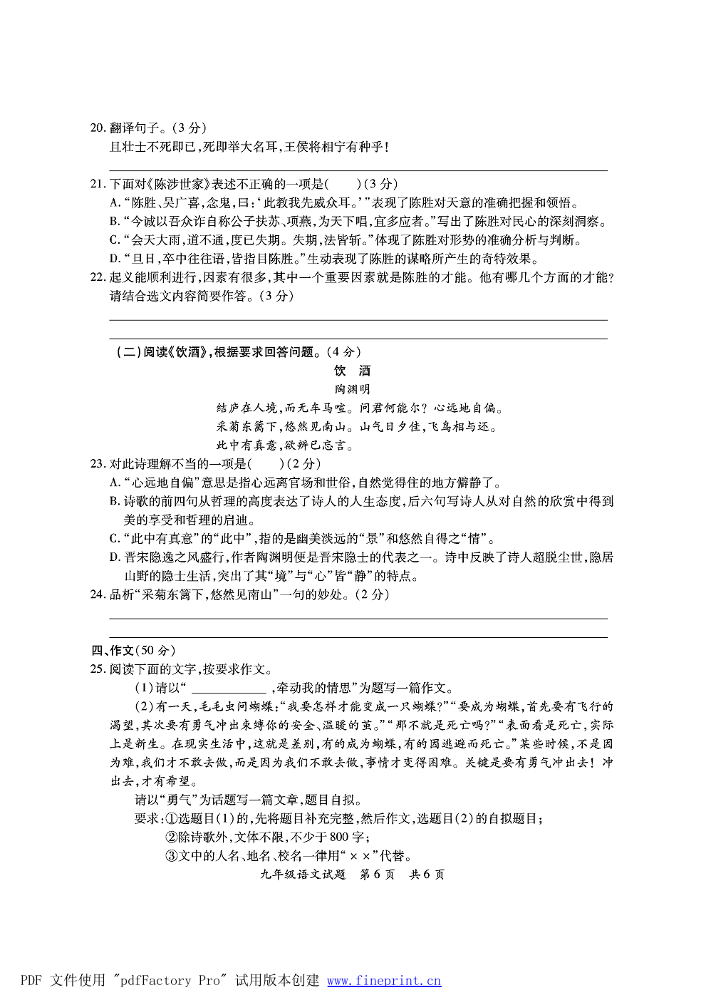 20. 翻译句子。(3 分)
且壮士不死即已,死即举大名耳,王侯将相宁有种乎!
21. 下面对《陈涉世家》表述不正确的一项是(　　)(3 分)
A. “陈胜、吴广喜,念鬼,曰:‘此教我先威众耳。’”表现了陈胜对天意的准确把握和领悟。
B. “今诚以吾众诈自称公子扶苏、项燕,为天下唱,宜多应者。”写出了陈胜对民心的深刻洞察。
C. “会天大雨,道不通,度已失期。失期,法皆斩。”体现了陈胜对形势的准确分析与判断。
D. “旦日,卒中往往语,皆指目陈胜。”生动表现了陈胜的谋略所产生的奇特效果。
22. 起义能顺利进行,因素有很多,其中一个重要因素就是陈胜的才能。他有哪几个方面的才能?
请结合选文内容简要作答。(3 分)
(二)阅读《饮酒》,根据要求回答问题。(4 分)
饮　酒
陶渊明
结庐在人境,而无车马喧。问君何能尔?心远地自偏。
采菊东篱下,悠然见南山。山气日夕佳,飞鸟相与还。
此中有真意,欲辨已忘言。
23. 对此诗理解不当的一项是(　　)(2 分)
A. “心远地自偏”意思是指心远离官场和世俗,自然觉得住的地方僻静了。
B. 诗歌的前四句从哲理的高度表达了诗人的人生态度,后六句写诗人从对自然的欣赏中得到
美的享受和哲理的启迪。
C. “此中有真意”的“此中”,指的是幽美淡远的“景”和悠然自得之“情”。
D. 晋宋隐逸之风盛行,作者陶渊明便是晋宋隐士的代表之一。诗中反映了诗人超脱尘世,隐居
山野的隐士生活,突出了其“境”与“心”皆“静”的特点。
24. 品析“采菊东篱下,悠然见南山”一句的妙处。(2 分)
四、作文(50 分)
25. 阅读下面的文字,按要求作文。
(1)请以“____________,牵动我的情思”为题写一篇作文。
(2)有一天,毛毛虫问蝴蝶:“我要怎样才能变成一只蝴蝶?”“要成为蝴蝶,首先要有飞行的
渴望,其次要有勇气冲出束缚你的安全、温暖的茧。”“那不就是死亡吗?”“表面看是死亡,实际
上是新生。在现实生活中,这就是差别,有的成为蝴蝶,有的因逃避而死亡。”某些时候,不是因
为难,我们才不敢去做,而是因为我们不敢去做,事情才变得困难。关键是要有勇气冲出去!冲
出去,才有希望。
请以“勇气”为话题写一篇文章,题目自拟。
要求:①选题目(1)的,先将题目补充完整,然后作文,选题目(2)的自拟题目;
②除诗歌外,文体不限,不少于 800 字;
③文中的人名、地名、校名一律用“××”代替。
九年级语文试题　第 6 页　共 6 页
PDF 文件使用 "pdfFactory Pro" 试用版本创建 www.fineprint.cn